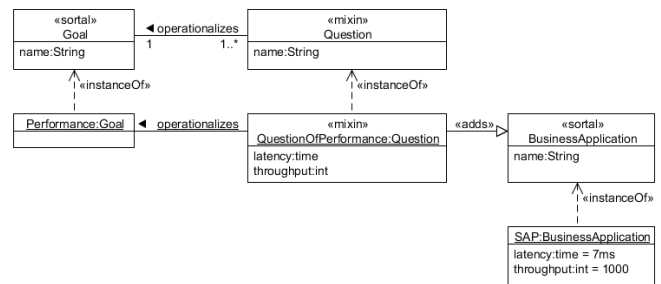 «sortal»
Goal
name:String
◄ operationalizes
1
1..*
«mixin»
Question
name:String
«instanceOf»
«instanceOf»
Performance:Goal
◄ operationalizes
«mixin»
QuestionOfPerformance:Question
latency:time
throughput:int
«adds»
«sortal»
BusinessApplication
name:String
«instanceOf»
SAP:BusinessApplication
latency:time = 7ms
throughput:int = 1000